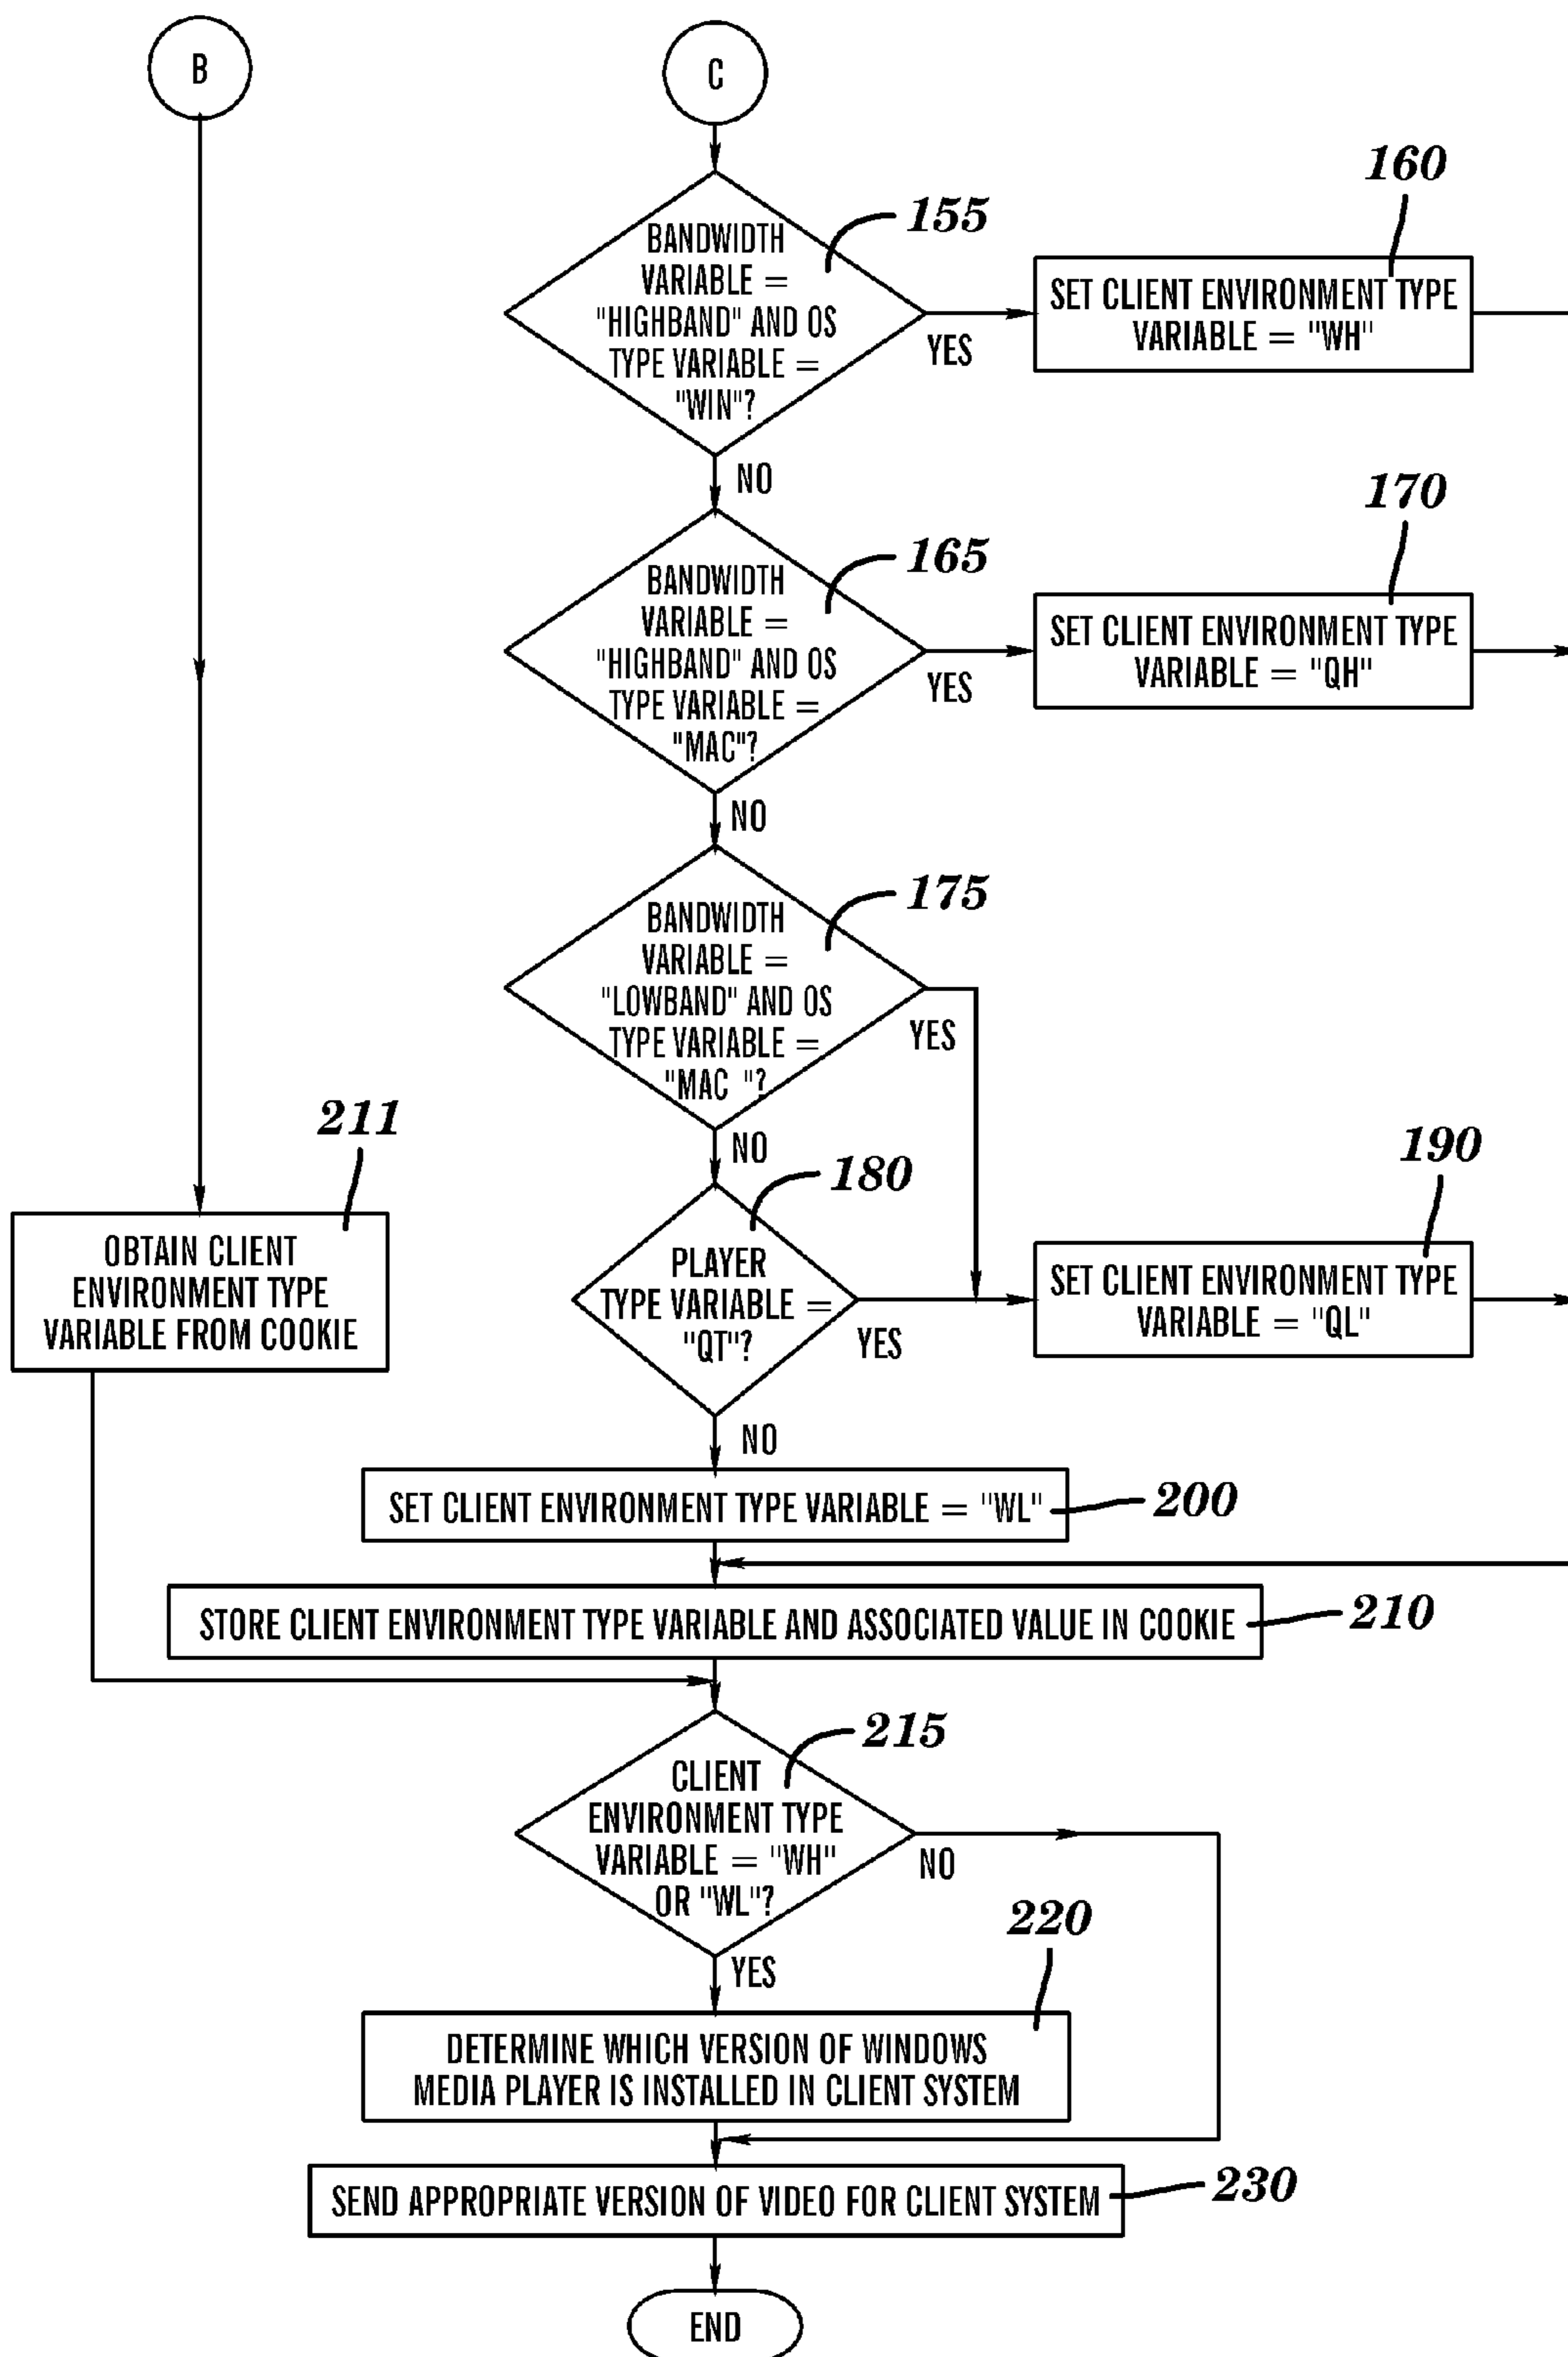 B
C
155
BANDWIDTH
VARIABLE =
"HIGHBAND" AND OS
TYPE VARIABLE =
"WIN"?
YES
160
SET CLIENT ENVIRONMENT TYPE
VARIABLE = "WH"
NO
165
BANDWIDTH
VARIABLE =
"HIGHBAND" AND OS
TYPE VARIABLE =
"MAC"?
YES
170
SET CLIENT ENVIRONMENT TYPE
VARIABLE = "QH"
NO
175
BANDWIDTH
VARIABLE =
"LOWBAND" AND OS
TYPE VARIABLE =
"MAC "?
YES
NO
211
OBTAIN CLIENT
ENVIRONMENT TYPE
VARIABLE FROM COOKIE
180
PLAYER
TYPE VARIABLE =
"QT"?
YES
190
SET CLIENT ENVIRONMENT TYPE
VARIABLE = "QL"
NO
SET CLIENT ENVIRONMENT TYPE VARIABLE = "WL"
200
STORE CLIENT ENVIRONMENT TYPE VARIABLE AND ASSOCIATED VALUE IN COOKIE
210
215
CLIENT
ENVIRONMENT TYPE
VARIABLE = "WH"
OR "WL"?
NO
YES
220
DETERMINE WHICH VERSION OF WINDOWS
MEDIA PLAYER IS INSTALLED IN CLIENT SYSTEM
SEND APPROPRIATE VERSION OF VIDEO FOR CLIENT SYSTEM
230
END